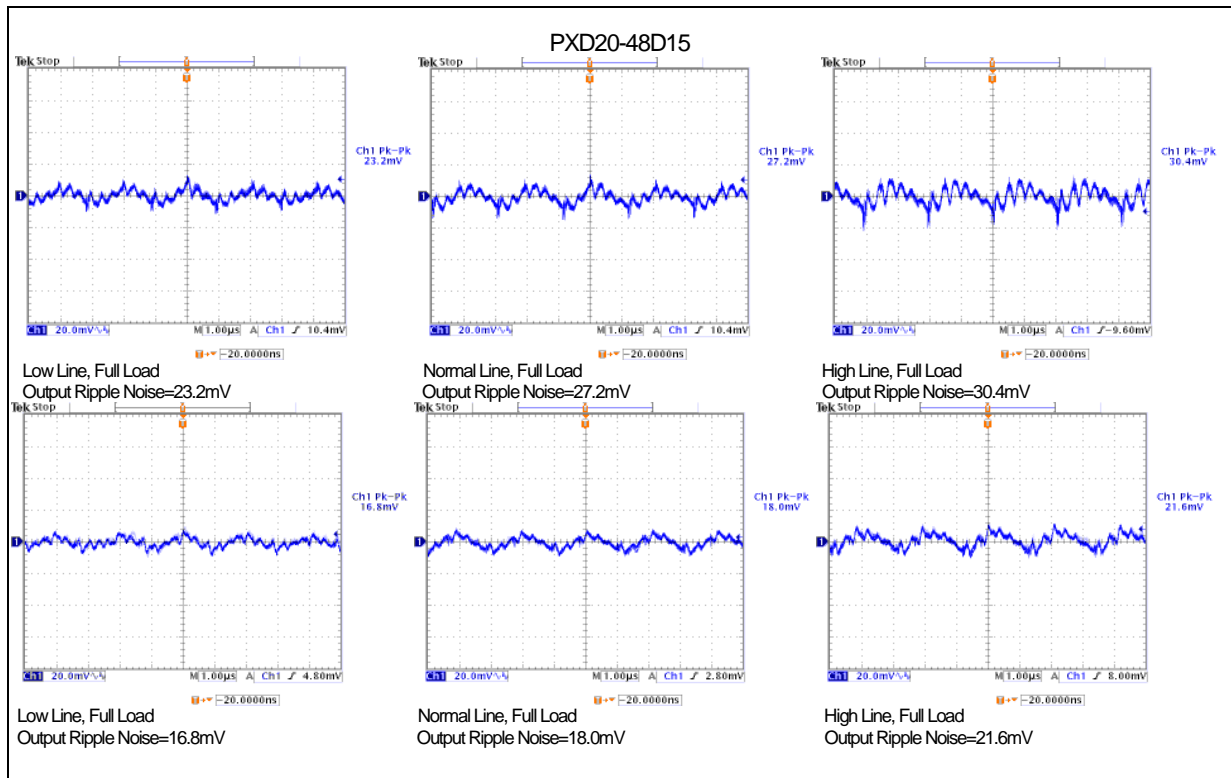 PXD20-48D15
Tek Stop
Ch1 Pk-Pk
23.2mV
1
Ch1 20.0mV M 1.00µs A Ch1 10.4mV
-20.0000ns
Low Line, Full Load
Output Ripple Noise=23.2mV
Tek Stop
Ch1 Pk-Pk
27.2mV
1
Ch1 20.0mV M 1.00µs A Ch1 10.4mV
-20.0000ns
Normal Line, Full Load
Output Ripple Noise=27.2mV
Tek Stop
Ch1 Pk-Pk
30.4mV
1
Ch1 20.0mV M 1.00µs A Ch1 -9.60mV
-20.0000ns
High Line, Full Load
Output Ripple Noise=30.4mV
Tek Stop
Ch1 Pk-Pk
16.8mV
1
Ch1 20.0mV M 1.00µs A Ch1 4.80mV
-20.0000ns
Low Line, Full Load
Output Ripple Noise=16.8mV
Tek Stop
Ch1 Pk-Pk
18.0mV
1
Ch1 20.0mV M 1.00µs A Ch1 2.80mV
-20.0000ns
Normal Line, Full Load
Output Ripple Noise=18.0mV
Tek Stop
Ch1 Pk-Pk
21.6mV
1
Ch1 20.0mV M 1.00µs A Ch1 8.00mV
-20.0000ns
High Line, Full Load
Output Ripple Noise=21.6mV